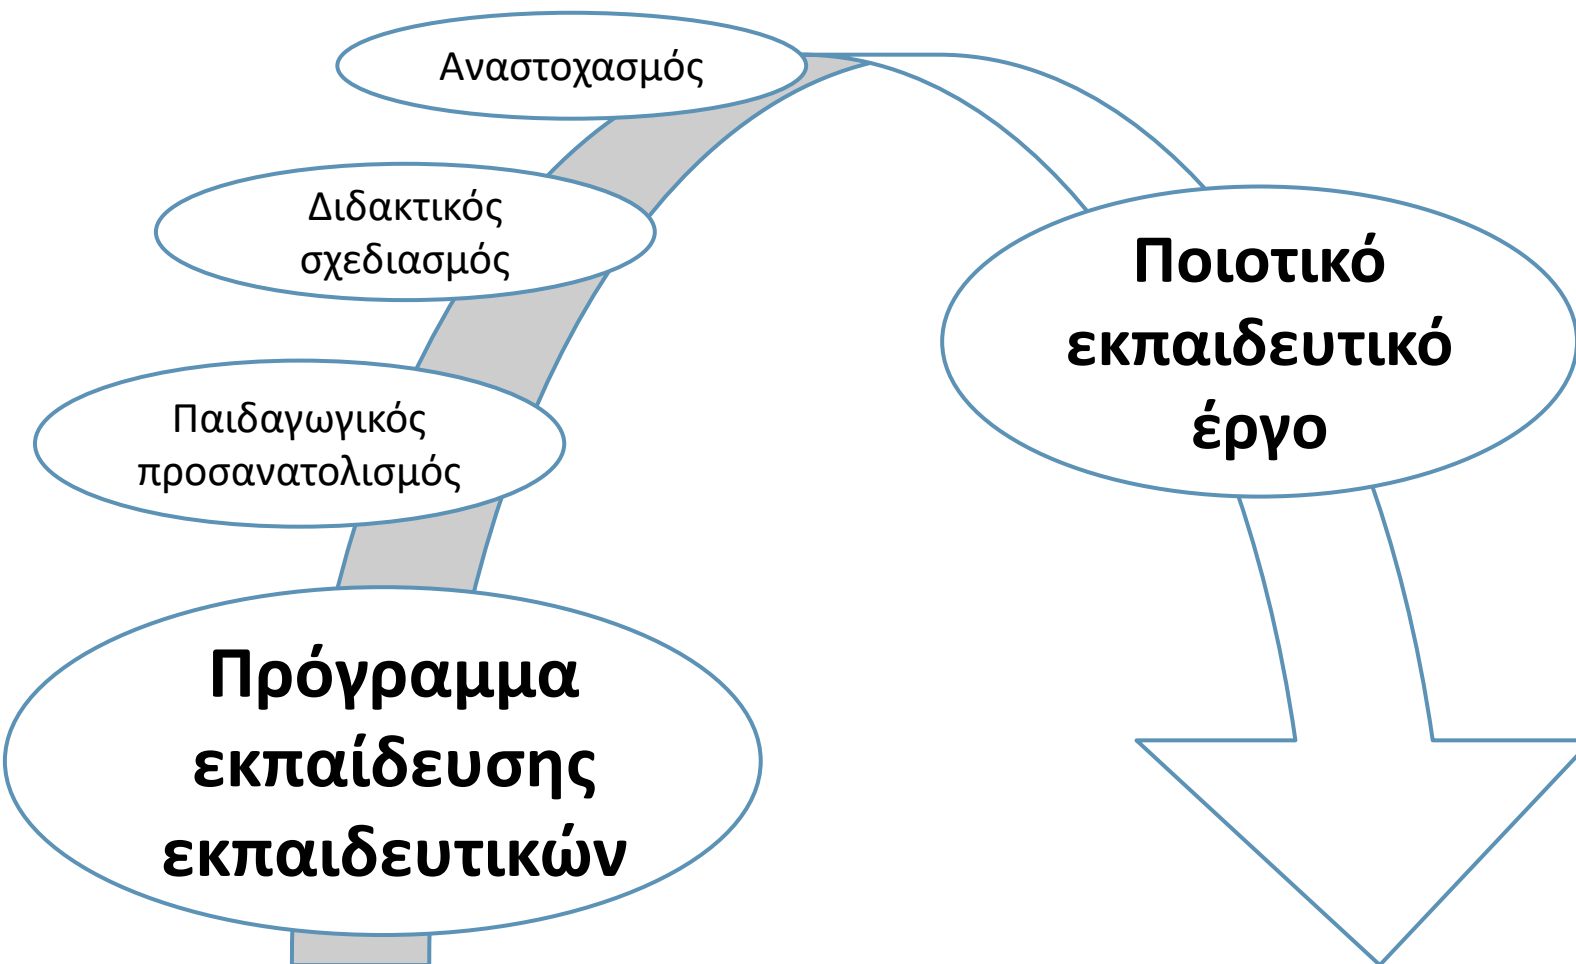 Αναστοχασμός
Διδακτικός
σχεδιασμός
Παιδαγωγικός
προσανατολισμός
Πρόγραμμα
εκπαίδευσης
εκπαιδευτικών
Ποιοτικό
εκπαιδευτικό
έργο